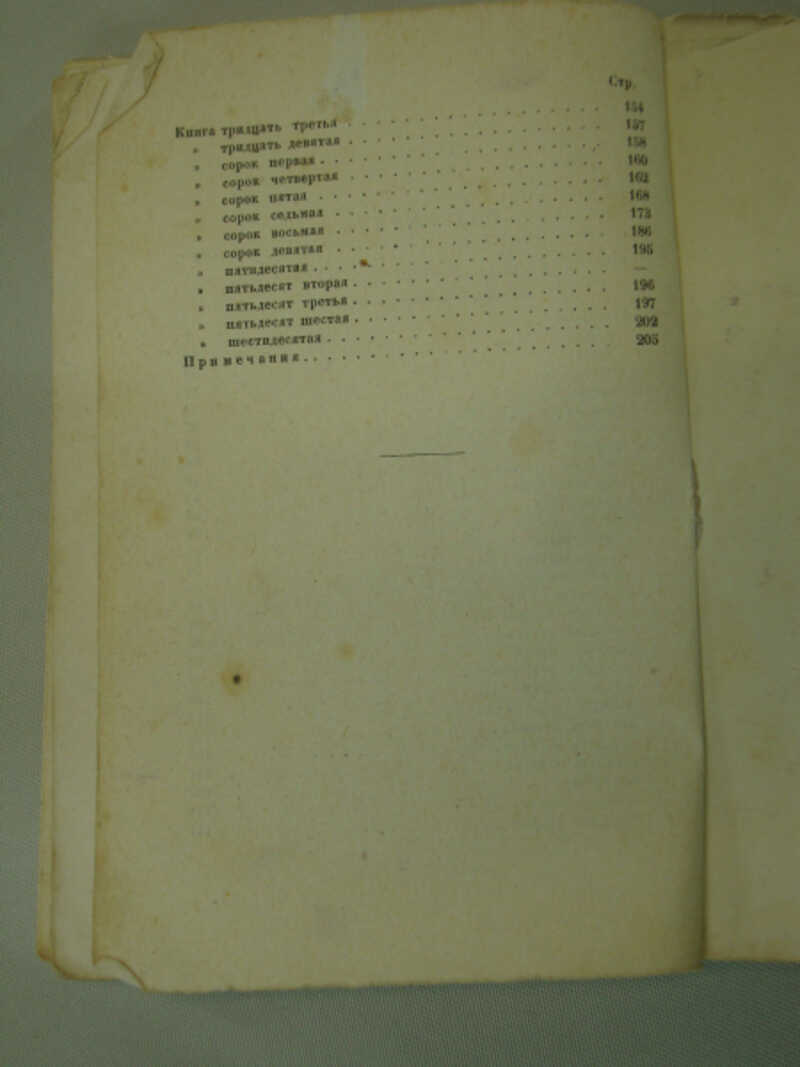 Стр.
Книга тридцать третья . . . . . . . . . . . . . . . . . . 154
„ тридцать девятая . . . . . . . . . . . . . . . . . . 157
„ сорок первая . . . . . . . . . . . . . . . . . . 158
„ сорок четвертая . . . . . . . . . . . . . . . . . . 160
„ сорок пятая . . . . . . . . . . . . . . . . . . 162
„ сорок седьмая . . . . . . . . . . . . . . . . . . 168
„ сорок восьмая . . . . . . . . . . . . . . . . . . 173
„ сорок девятая . . . . . . . . . . . . . . . . . . 186
„ пятидесятая . . . . . . . . . . . . . . . . . . 195
„ пятьдесят вторая . . . . . . . . . . . . . . . . . . —
„ пятьдесят третья . . . . . . . . . . . . . . . . . . 196
„ пятьдесят шестая . . . . . . . . . . . . . . . . . . 197
„ шестидесятая . . . . . . . . . . . . . . . . . . 202
Примечания . . . . . . . . . . . . . . . . . . 205